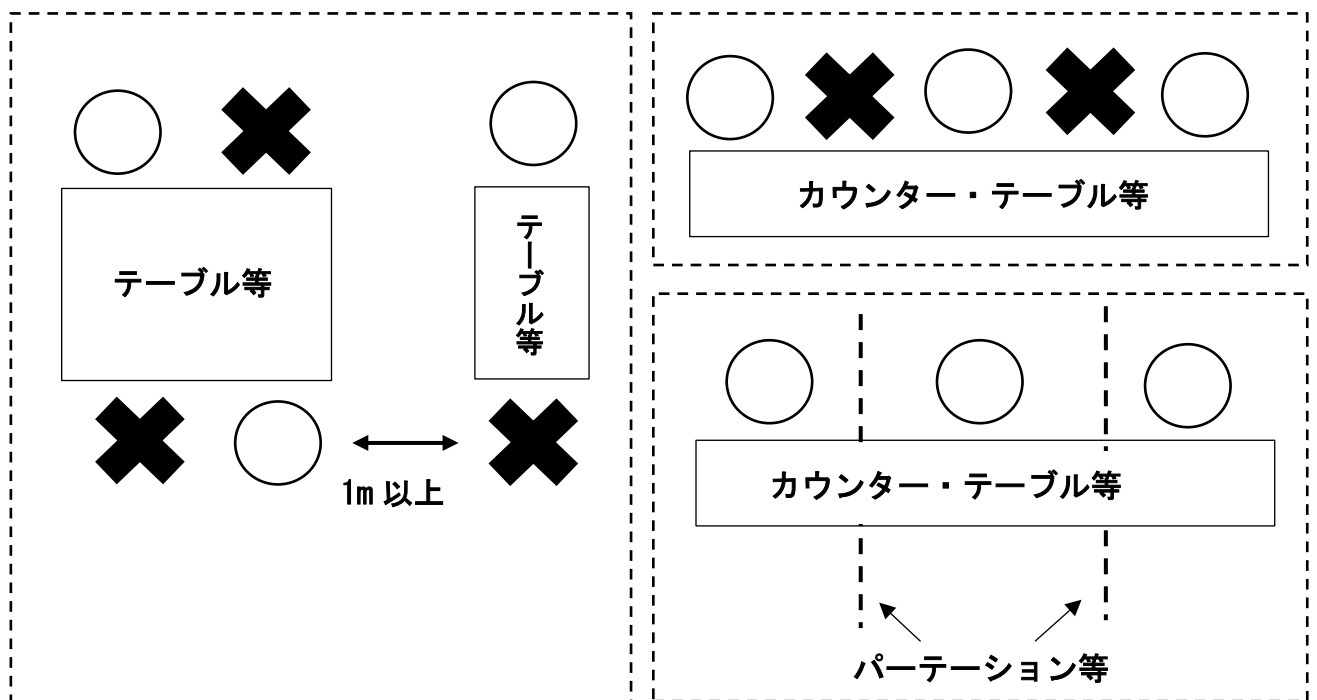 テーブル等
テーブル等
1m 以上
カウンター・テーブル等
カウンター・テーブル等
パーテーション等